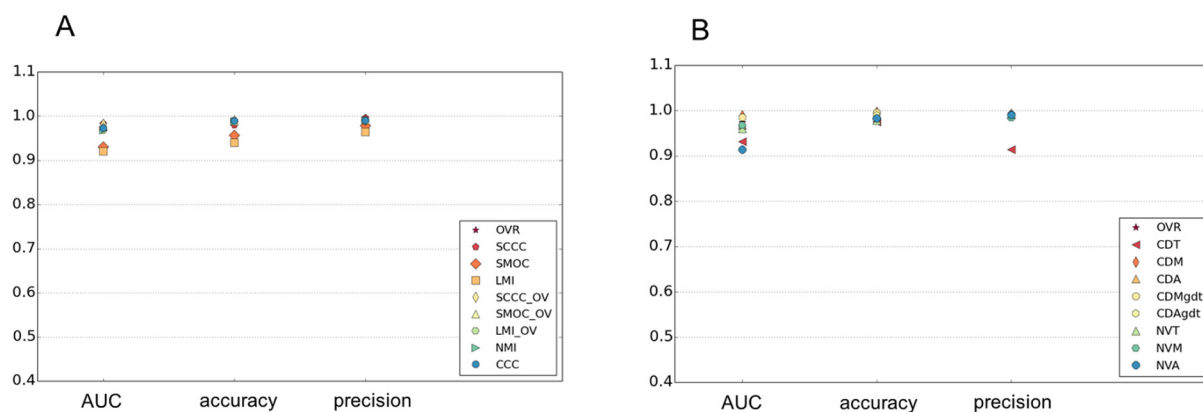 A
1.1
1.0
0.9
0.8
0.7
0.6
0.5
0.4
AUC
accuracy
precision
OVR
SCCC
SMOC
LMI
SCCC_OV
SMOC_OV
LMI_OV
NMI
CCC
B
1.1
1.0
0.9
0.8
0.7
0.6
0.5
0.4
AUC
accuracy
precision
OVR
CDT
CDM
CDA
CDMgdt
CDAgdt
NVT
NVM
NVA